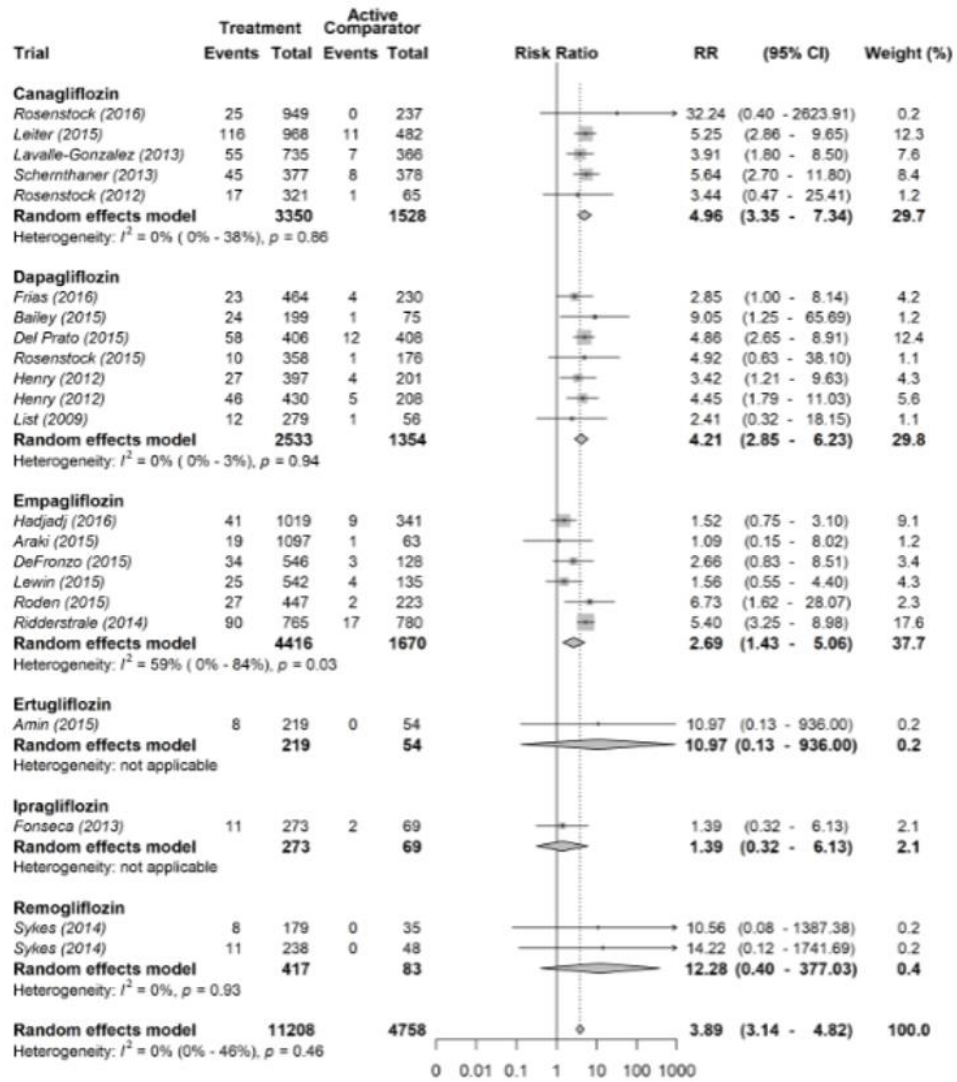 Treatment Active Comparator
Trial Events Total Events Total Risk Ratio RR (95% CI) Weight (%)
Canagliflozin
Rosenstock (2016) 25 949 0 237 32.24 (0.40 - 2623.91) 0.2
Leiter (2015) 116 968 11 482 5.25 (2.86 - 9.65) 12.3
Lavalle-Gonzalez (2013) 55 735 7 366 3.91 (1.80 - 8.50) 7.6
Schernthaner (2013) 45 377 8 378 5.64 (2.70 - 11.80) 8.4
Rosenstock (2012) 17 321 1 65 3.44 (0.47 - 25.41) 1.2
Random effects model 3350 1528 4.96 (3.35 - 7.34) 29.7
Heterogeneity: I² = 0% ( 0% - 38%), p = 0.86
Dapagliflozin
Frias (2016) 23 464 4 230 2.85 (1.00 - 8.14) 4.2
Bailey (2015) 24 199 1 75 9.05 (1.25 - 65.69) 1.2
Del Prato (2015) 58 406 12 408 4.86 (2.65 - 8.91) 12.4
Rosenstock (2015) 10 358 1 176 4.92 (0.63 - 38.10) 1.1
Henry (2012) 27 397 4 201 3.42 (1.21 - 9.63) 4.3
Henry (2012) 46 430 5 208 4.45 (1.79 - 11.03) 5.6
List (2009) 12 279 1 56 2.41 (0.32 - 18.15) 1.1
Random effects model 2533 1354 4.21 (2.85 - 6.23) 29.8
Heterogeneity: I² = 0% ( 0% - 3%), p = 0.94
Empagliflozin
Hadjadj (2016) 41 1019 9 341 1.52 (0.75 - 3.10) 9.1
Araki (2015) 19 1097 1 63 1.09 (0.15 - 8.02) 1.2
DeFronzo (2015) 34 546 3 128 2.66 (0.83 - 8.51) 3.4
Lewin (2015) 25 542 4 135 1.56 (0.55 - 4.40) 4.3
Roden (2015) 27 447 2 223 6.73 (1.62 - 28.07) 2.3
Ridderstrale (2014) 90 765 17 780 5.40 (3.25 - 8.98) 17.6
Random effects model 4416 1670 2.69 (1.43 - 5.06) 37.7
Heterogeneity: I² = 59% ( 0% - 84%), p = 0.03
Ertugliflozin
Amin (2015) 8 219 0 54 10.97 (0.13 - 936.00) 0.2
Random effects model 219 54 10.97 (0.13 - 936.00) 0.2
Heterogeneity: not applicable
Ipragliflozin
Fonseca (2013) 11 273 2 69 1.39 (0.32 - 6.13) 2.1
Random effects model 273 69 1.39 (0.32 - 6.13) 2.1
Heterogeneity: not applicable
Remogliflozin
Sykes (2014) 8 179 0 35 10.56 (0.08 - 1387.38) 0.2
Sykes (2014) 11 238 0 48 14.22 (0.12 - 1741.69) 0.2
Random effects model 417 83 12.28 (0.40 - 377.03) 0.4
Heterogeneity: I² = 0%, p = 0.93
Random effects model 11208 4758 3.89 (3.14 - 4.82) 100.0
Heterogeneity: I² = 0% (0% - 46%), p = 0.46
0 0.01 0.1 1 10 100 1000